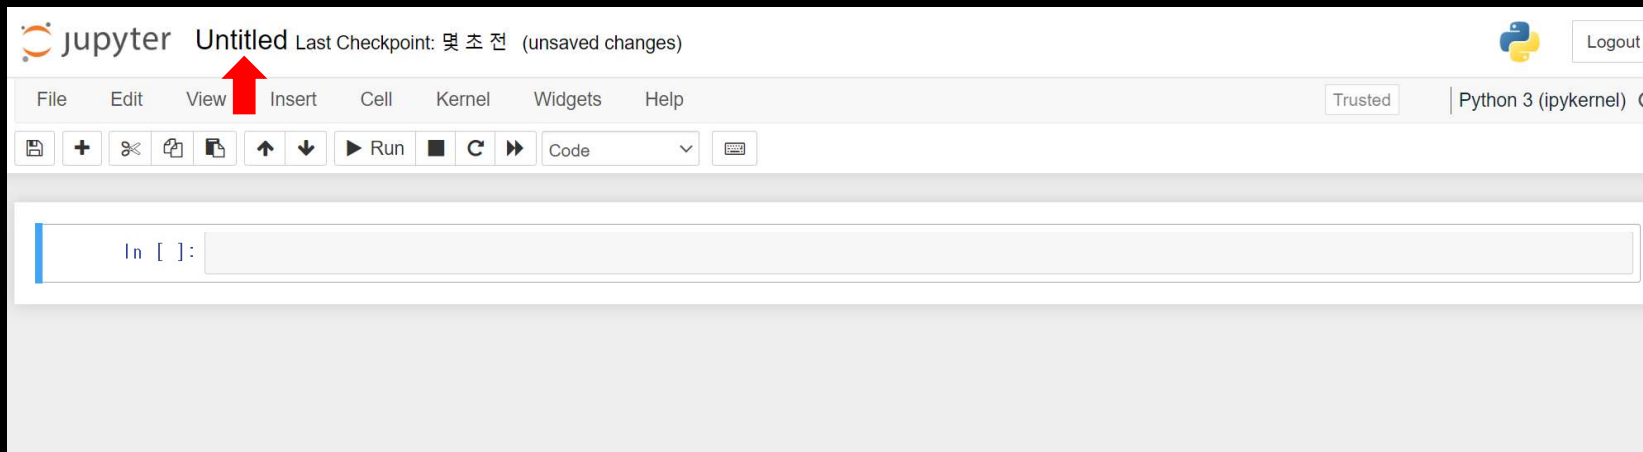 jupyter Untitled Last Checkpoint: 몇 초 전 (unsaved changes) Logout
File Edit View Insert Cell Kernel Widgets Help Trusted Python 3 (ipykernel)
Run Code
In [ ]: